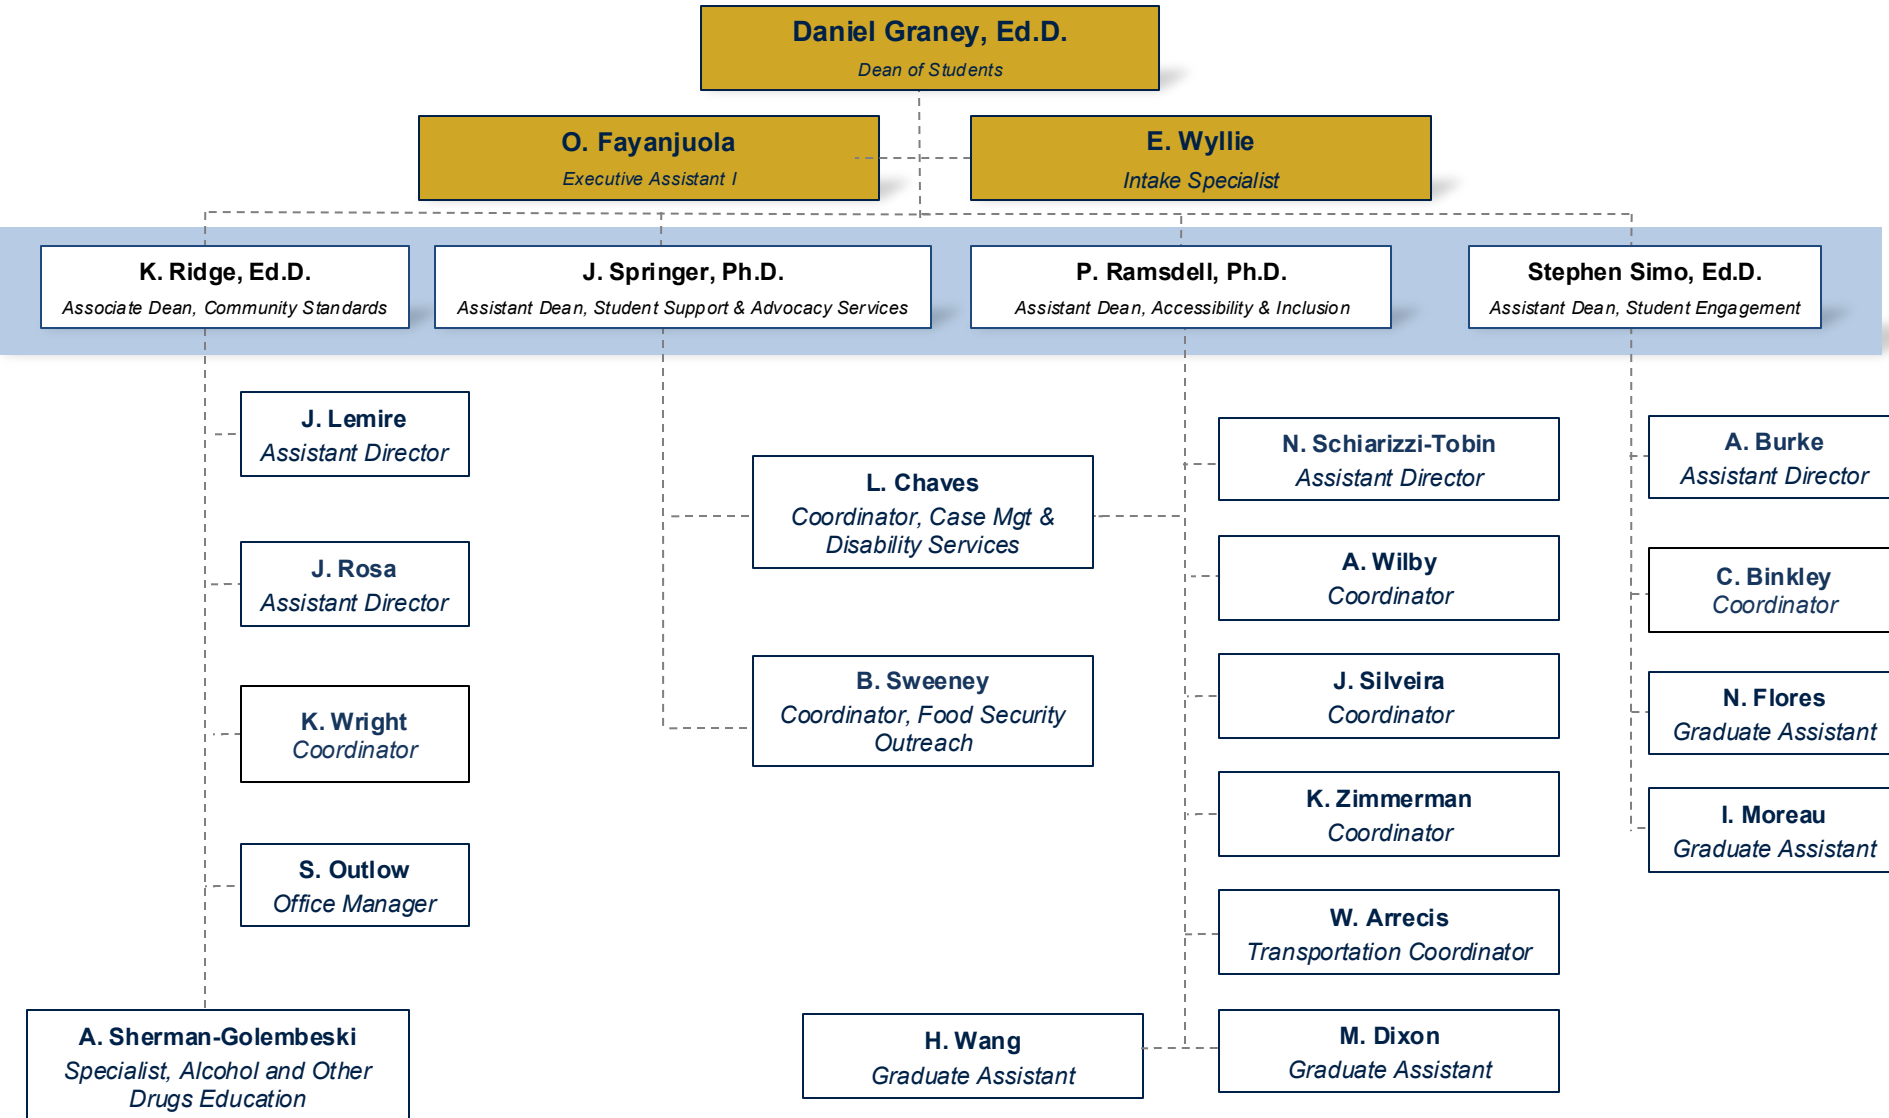 Daniel Graney, Ed.D.
Dean of Students
O. Fayanjuola
Executive Assistant I
E. Wyllie
Intake Specialist
K. Ridge, Ed.D.
Associate Dean, Community Standards
J. Springer, Ph.D.
Assistant Dean, Student Support & Advocacy Services
P. Ramsdell, Ph.D.
Assistant Dean, Accessibility & Inclusion
Stephen Simo, Ed.D.
Assistant Dean, Student Engagement
J. Lemire
Assistant Director
J. Rosa
Assistant Director
K. Wright
Coordinator
S. Outlow
Office Manager
A. Sherman-Golembeski
Specialist, Alcohol and Other
Drugs Education
L. Chaves
Coordinator, Case Mgt &
Disability Services
B. Sweeney
Coordinator, Food Security
Outreach
N. Schiarizzi-Tobin
Assistant Director
A. Wilby
Coordinator
J. Silveira
Coordinator
K. Zimmerman
Coordinator
W. Arrecis
Transportation Coordinator
H. Wang
Graduate Assistant
M. Dixon
Graduate Assistant
A. Burke
Assistant Director
C. Binkley
Coordinator
N. Flores
Graduate Assistant
I. Moreau
Graduate Assistant